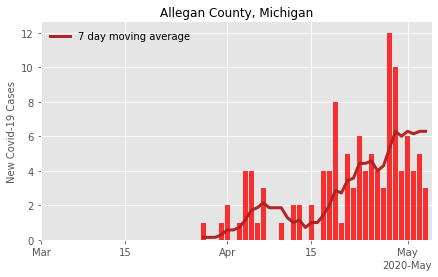 Allegan County, Michigan
7 day moving average
New Covid-19 Cases
12
10
8
6
4
2
0
Mar
15
Apr
15
May
2020-May